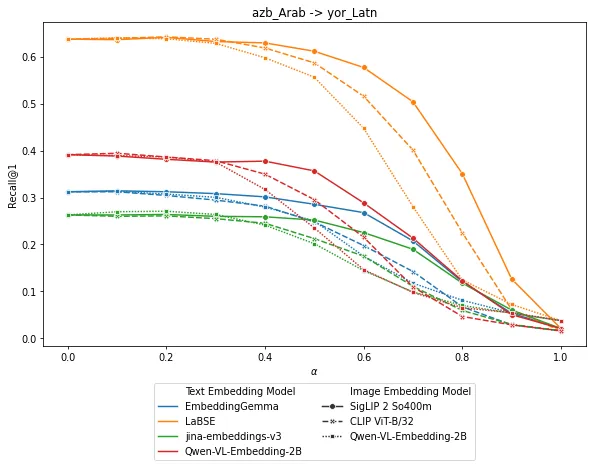 azb_Arab -> yor_Latn
Recall@1
0.6
0.5
0.4
0.3
0.2
0.1
0.0
0.0 0.2 0.4 0.6 0.8 1.0
α
Text Embedding Model Image Embedding Model
EmbeddingGemma SigLIP 2 So400m
LaBSE CLIP ViT-B/32
jina-embeddings-v3 Qwen-VL-Embedding-2B
Qwen-VL-Embedding-2B